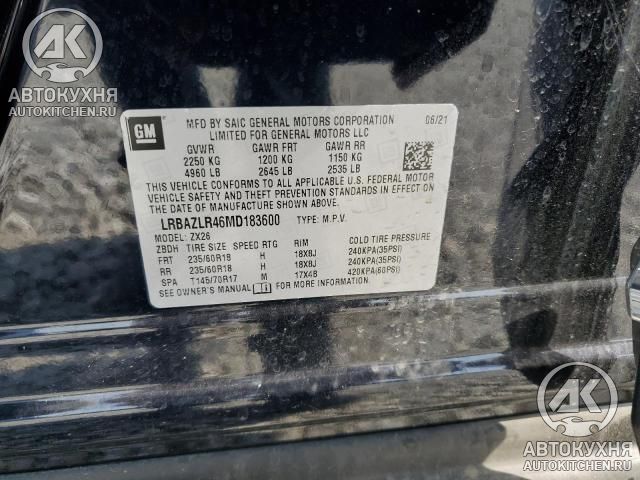 АК
АВТОКУХНЯ
AUTOKITCHEN.RU
GM
MFD BY SAIC GENERAL MOTORS CORPORATION 06/21
LIMITED FOR GENERAL MOTORS LLC
GVWR GAWR FRT GAWR RR
2250 KG 1200 KG 1150 KG
4960 LB 2645 LB 2535 LB
THIS VEHICLE CONFORMS TO ALL APPLICABLE U.S. FEDERAL MOTOR
VEHICLE SAFETY AND THEFT PREVENTION STANDARDS IN EFFECT ON
THE DATE OF MANUFACTURE SHOWN ABOVE.
LRBAZLR46MD183600 TYPE: M.P.V.
MODEL: ZX26
ZBDH TIRE SIZE SPEED RTG RIM COLD TIRE PRESSURE
FRT 235/60R18 H 18X8J 240KPA(35PSI)
RR 235/60R18 H 18X8J 240KPA(35PSI)
SPA T145/70R17 M 17X4B 420KPA(60PSI)
SEE OWNER'S MANUAL FOR MORE INFORMATION.
АК
АВТОКУХНЯ
AUTOKITCHEN.RU